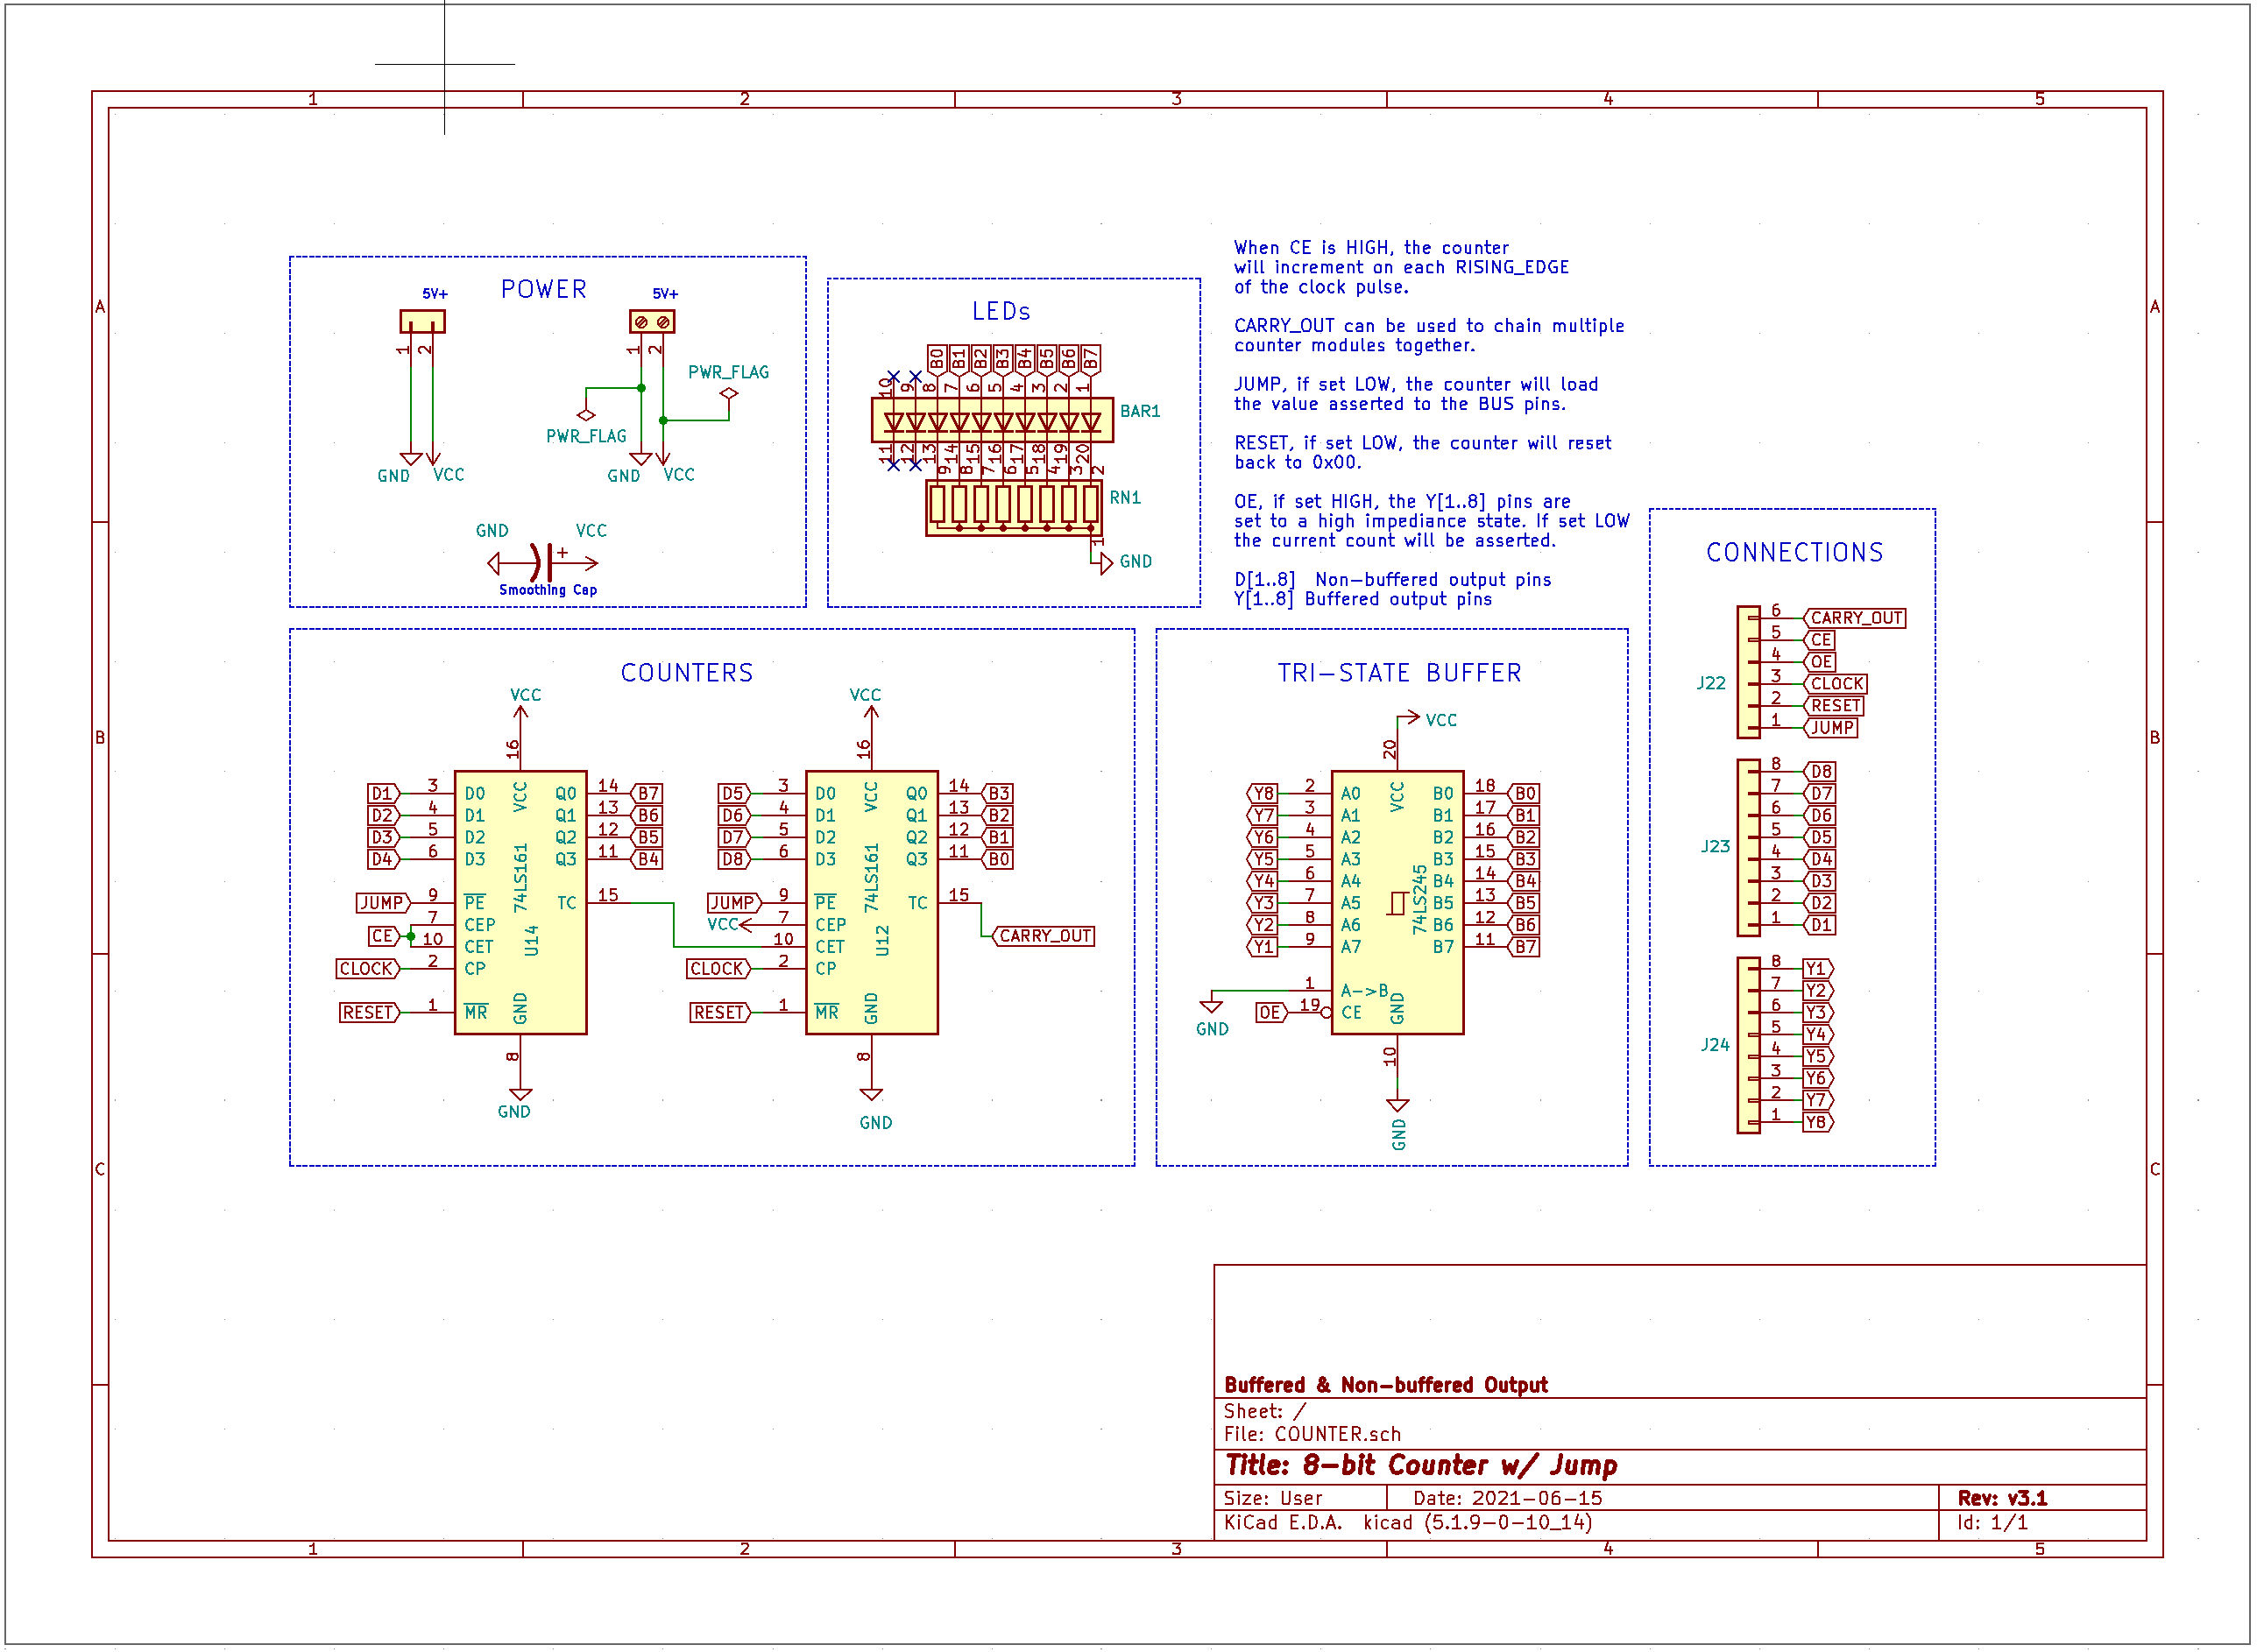 1 2 3 4 5
A A
POWER
5V+ 5V+
1 2 1 2
PWR_FLAG
PWR_FLAG
GND VCC GND VCC
GND VCC
+
Smoothing Cap
LEDs
B0 B1 B2 B3 B4 B5 B6 B7
10 9 8 7 6 5 4 3 2 1
BAR1
11 12 13 14 15 16 17 18 19 20
9 8 7 6 5 4 3 2
RN1
1
GND
When CE is HIGH, the counter
will increment on each RISING_EDGE
of the clock pulse.
CARRY_OUT can be used to chain multiple
counter modules together.
JUMP, if set LOW, the counter will load
the value asserted to the BUS pins.
RESET, if set LOW, the counter will reset
back to 0x00.
OE, if set HIGH, the Y[1..8] pins are
set to a high impediance state. If set LOW
the current count will be asserted.
D[1..8] Non-buffered output pins
Y[1..8] Buffered output pins
B B
COUNTERS
VCC
16
VCC
D1 3 D0 Q0 14 B7
D2 4 D1 Q1 13 B6
D3 5 D2 Q2 12 B5
D4 6 D3 Q3 11 B4
74LS161
JUMP 9 PE TC 15
7 CEP
CE
10 CET
U14
CLOCK 2 CP
RESET 1 MR
GND
8
GND
VCC
16
VCC
D5 3 D0 Q0 14 B3
D6 4 D1 Q1 13 B2
D7 5 D2 Q2 12 B1
D8 6 D3 Q3 11 B0
74LS161
JUMP 9 PE TC 15
VCC 7 CEP
CARRY_OUT
10 CET
U12
CLOCK 2 CP
RESET 1 MR
GND
8
GND
TRI-STATE BUFFER
VCC
20
VCC
Y8 2 A0 B0 18 B0
Y7 3 A1 B1 17 B1
Y6 4 A2 B2 16 B2
Y5 5 A3 B3 15 B3
Y4 6 A4 B4 14 B4
Y3 7 A5 B5 13 B5
Y2 8 A6 B6 12 B6
Y1 9 A7 B7 11 B7
74LS245
1 A->B
GND
OE 19 CE
GND
10
GND
CONNECTIONS
6 CARRY_OUT
5 CE
4 OE
J22 3 CLOCK
2 RESET
1 JUMP
8 D8
7 D7
6 D6
5 D5
J23
4 D4
3 D3
2 D2
1 D1
8 Y1
7 Y2
6 Y3
5 Y4
J24
4 Y5
3 Y6
2 Y7
1 Y8
C C
Buffered & Non-buffered Output
Sheet: /
File: COUNTER.sch
Title: 8-bit Counter w/ Jump
Size: User Date: 2021-06-15 Rev: v3.1
KiCad E.D.A. kicad (5.1.9-0-10_14) Id: 1/1
1 2 3 4 5